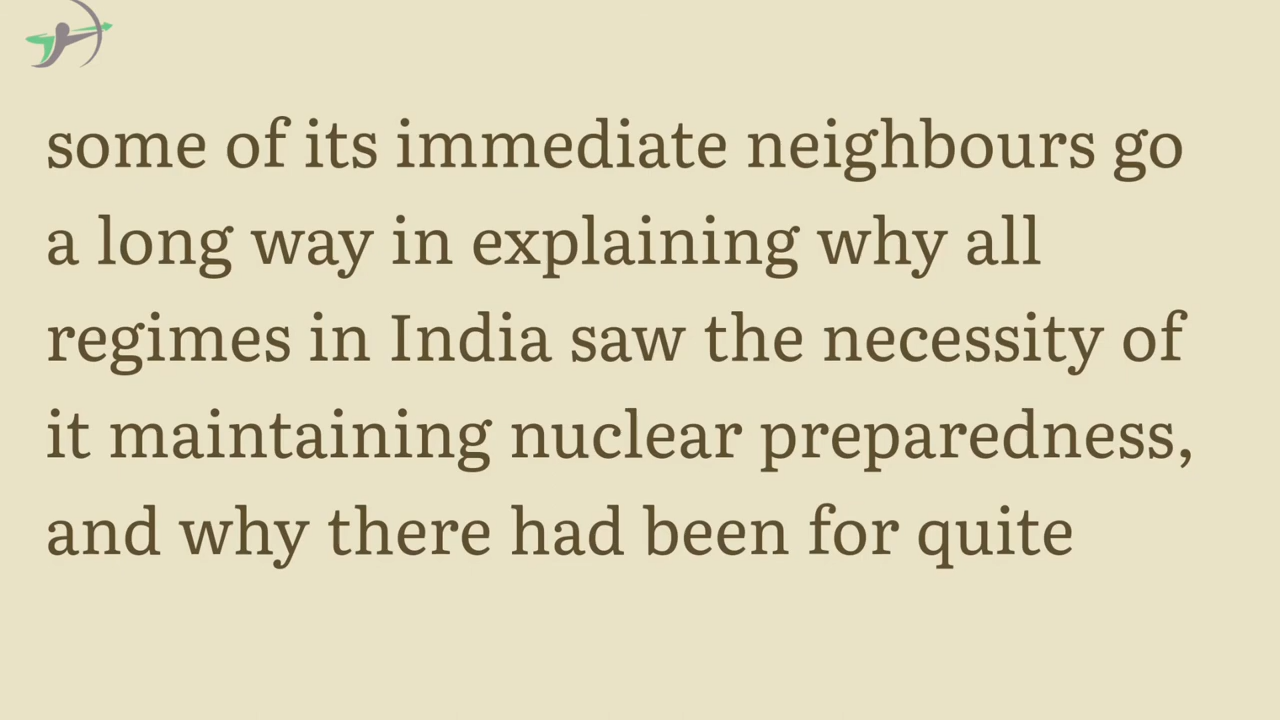 some of its immediate neighbours go
a long way in explaining why all
regimes in India saw the necessity of
it maintaining nuclear preparedness,
and why there had been for quite